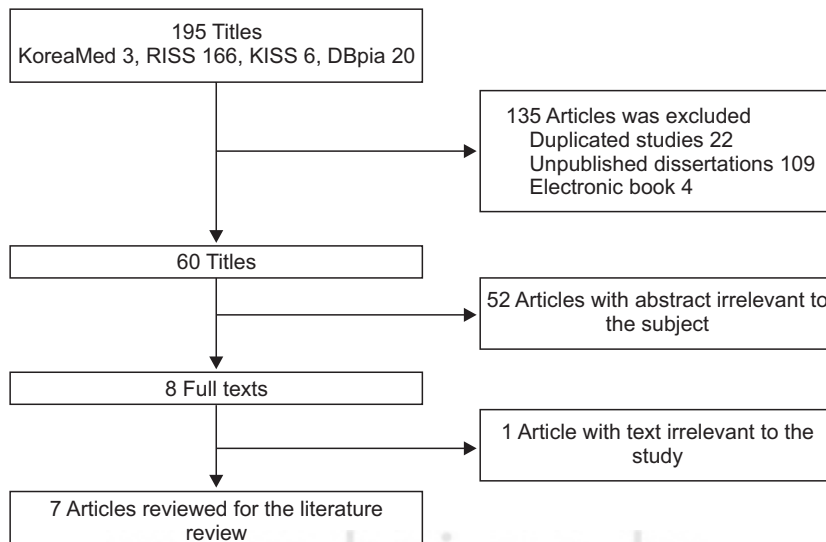 195 Titles
KoreaMed 3, RISS 166, KISS 6, DBpia 20
135 Articles was excluded
Duplicated studies 22
Unpublished dissertations 109
Electronic book 4
60 Titles
52 Articles with abstract irrelevant to
the subject
8 Full texts
1 Article with text irrelevant to the
study
7 Articles reviewed for the literature
review